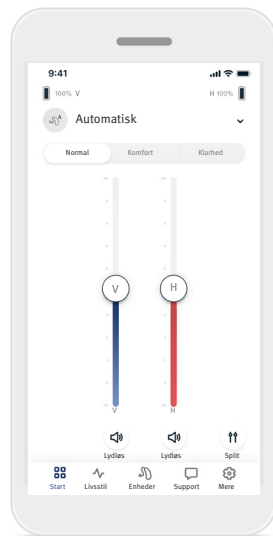 9:41
100% V H 100%
A
Automatisk
Normal Komfort Klarhed
V H
V H
Lydløs Lydløs Split
Start Livsstil Enheder Support Mere